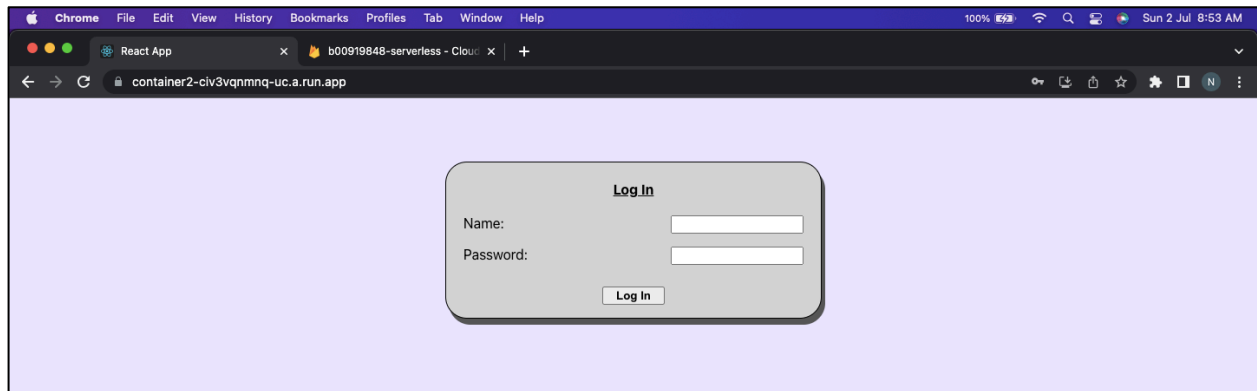 Chrome File Edit View History Bookmarks Profiles Tab Window Help 100% Sun 2 Jul 8:53 AM
React App b00919848-serverless - Cloud
container2-civ3vqnmnq-uc.a.run.app N
Log In
Name:
Password:
Log In